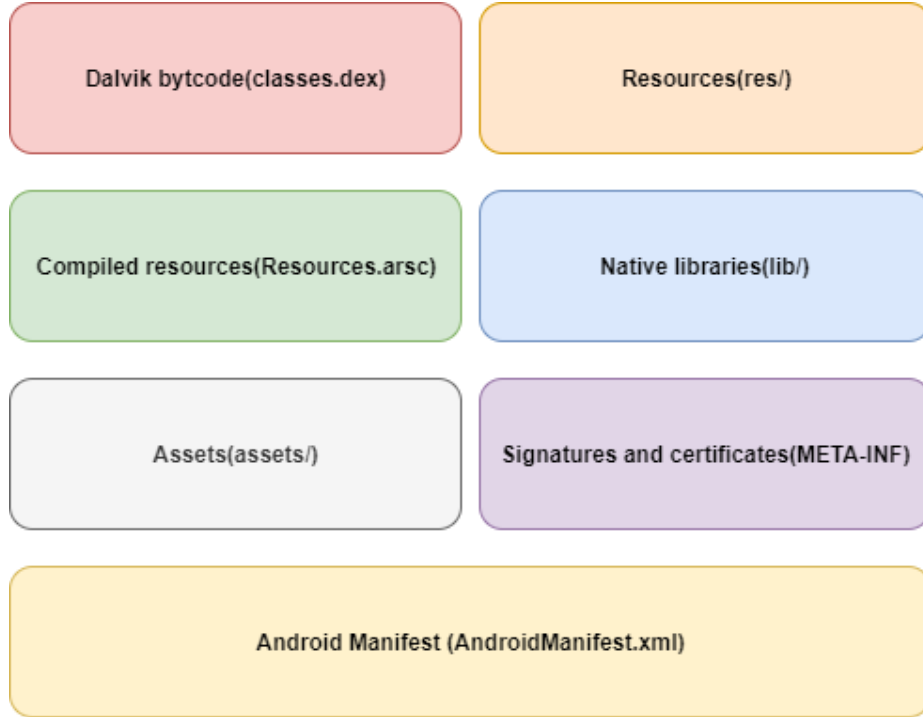 Dalvik bytcode(classes.dex)
Resources(res/)
Compiled resources(Resources.arsc)
Native libraries(lib/)
Assets(assets/)
Signatures and certificates(META-INF)
Android Manifest (AndroidManifest.xml)